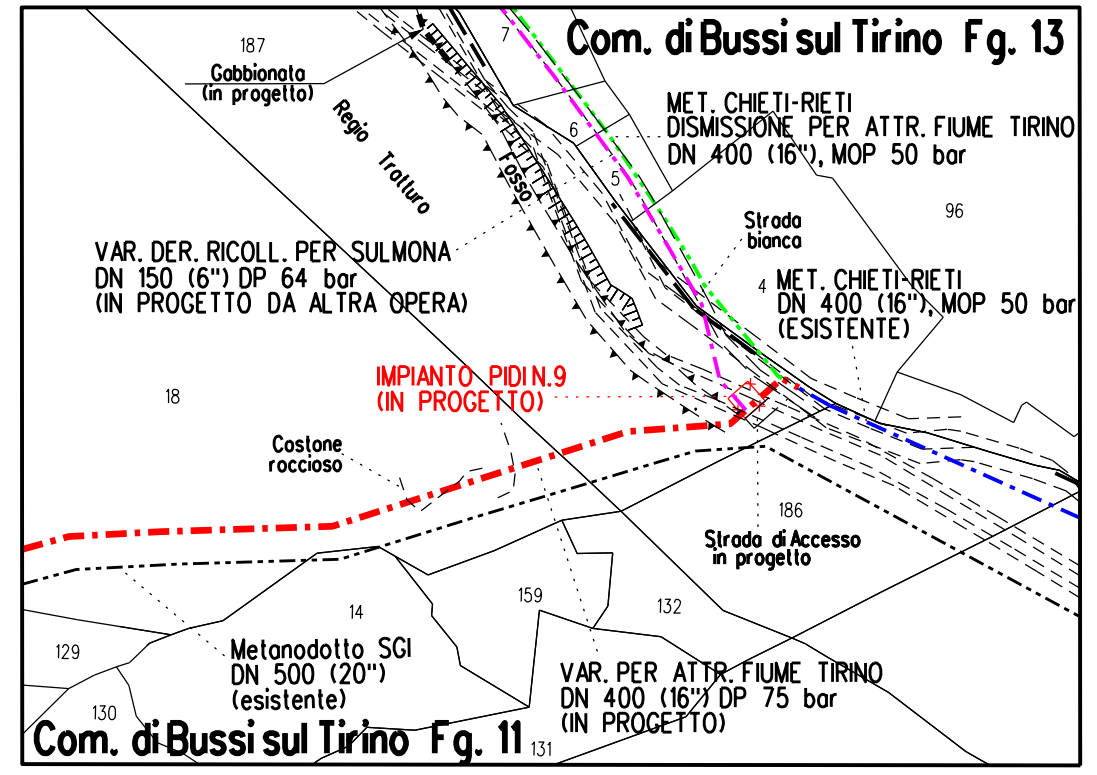 Com. di Bussi sul Tirino Fg. 13
187
7
Gabbionata
(in progetto)
Regio Tratturo
6
MET. CHIETI-RIETI
DISMISSIONE PER ATTR. FIUME TIRINO
DN 400 (16"), MOP 50 bar
Fosso
5
96
Strada
bianca
VAR. DER. RICOLL. PER SULMONA
DN 150 (6") DP 64 bar
(IN PROGETTO DA ALTRA OPERA)
4
MET. CHIETI-RIETI
DN 400 (16"), MOP 50 bar
(ESISTENTE)
IMPIANTO PIDI N.9
(IN PROGETTO)
18
Costone
roccioso
186
Strada di Accesso
in progetto
14
159
132
129
Metanodotto SGI
DN 500 (20")
(esistente)
VAR. PER ATTR. FIUME TIRINO
DN 400 (16") DP 75 bar
(IN PROGETTO)
130
Com. di Bussi sul Tirino Fg. 11
131